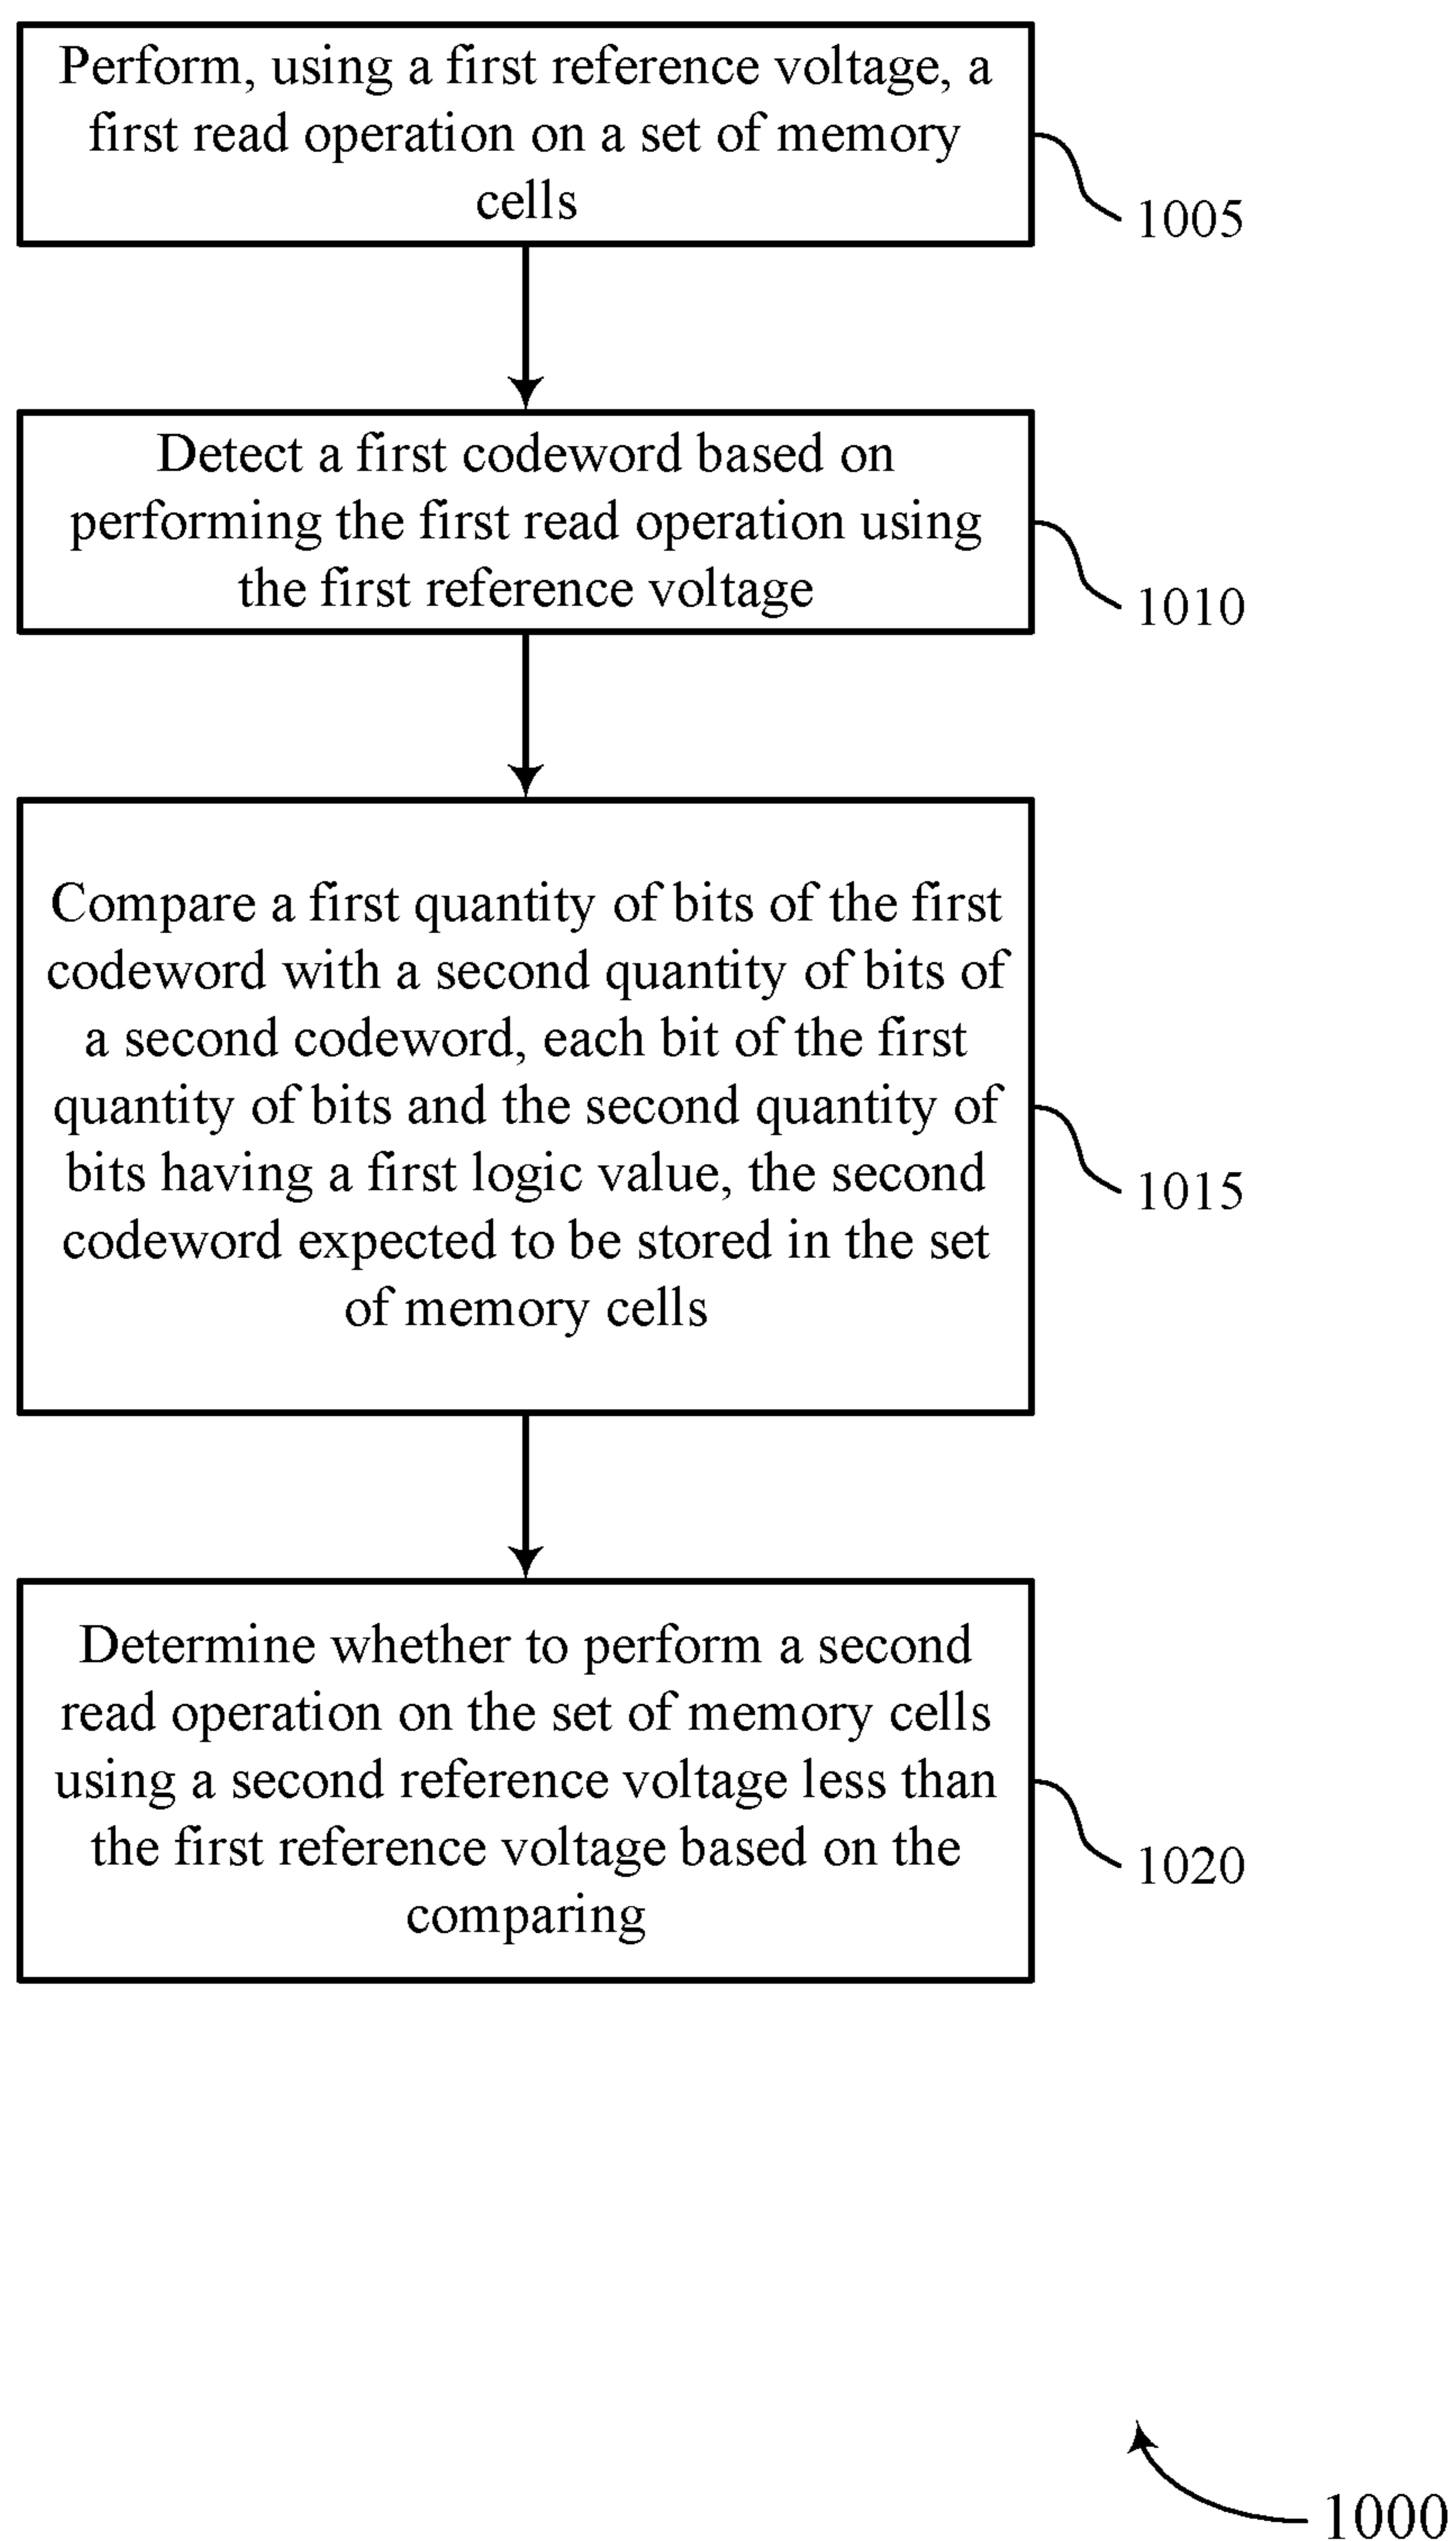 Perform, using a first reference voltage, a
first read operation on a set of memory
cells
1005
Detect a first codeword based on
performing the first read operation using
the first reference voltage
1010
Compare a first quantity of bits of the first
codeword with a second quantity of bits of
a second codeword, each bit of the first
quantity of bits and the second quantity of
bits having a first logic value, the second
codeword expected to be stored in the set
of memory cells
1015
Determine whether to perform a second
read operation on the set of memory cells
using a second reference voltage less than
the first reference voltage based on the
comparing
1020
1000